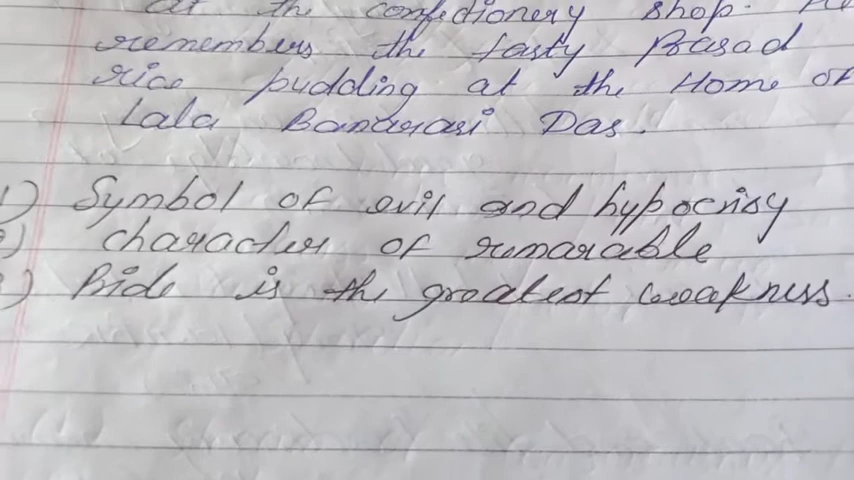 at the confectionery shop.
remembers the tasty Prasad
rice pudding at the Home of
Lala Banarasi Das.
1) Symbol of evil and hypocrisy
2) character of remarable
3) Pride is the greatest weakness.